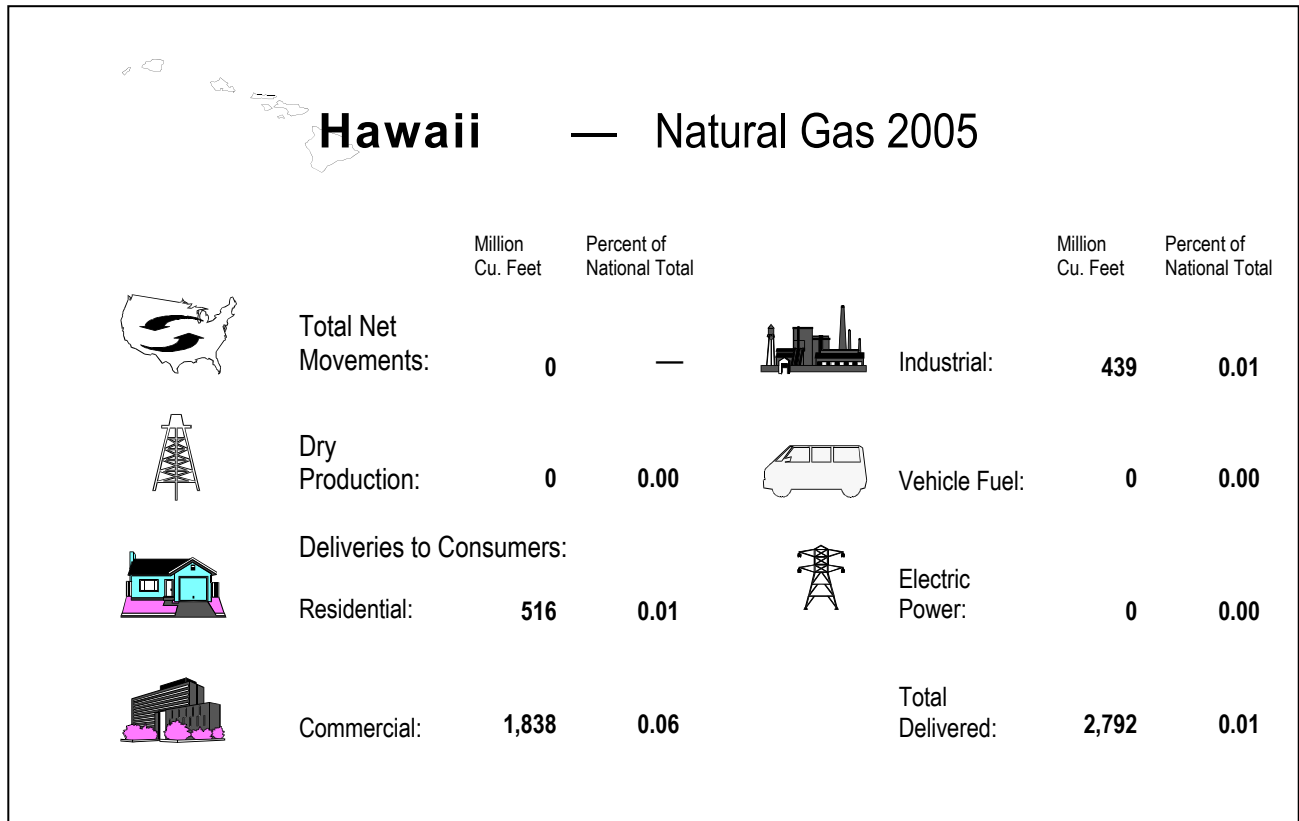 Hawaii — Natural Gas 2005
Million
Cu. Feet
Percent of
National Total
Million
Cu. Feet
Percent of
National Total
Total Net
Movements: 0 —
Industrial: 439 0.01
Dry
Production: 0 0.00
Vehicle Fuel: 0 0.00
Deliveries to Consumers:
Residential: 516 0.01
Electric
Power: 0 0.00
Commercial: 1,838 0.06
Total
Delivered: 2,792 0.01